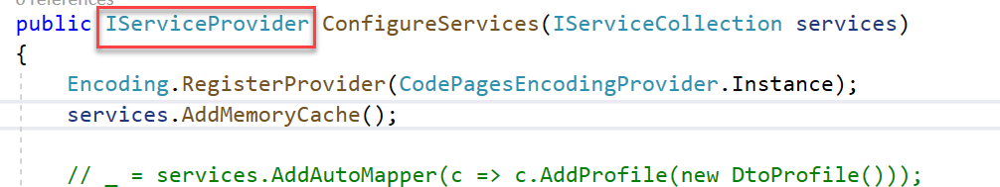 0 references
public IServiceProvider ConfigureServices(IServiceCollection services)
{
Encoding.RegisterProvider(CodePagesEncodingProvider.Instance);
services.AddMemoryCache();
// _ = services.AddAutoMapper(c => c.AddProfile(new DtoProfile()));